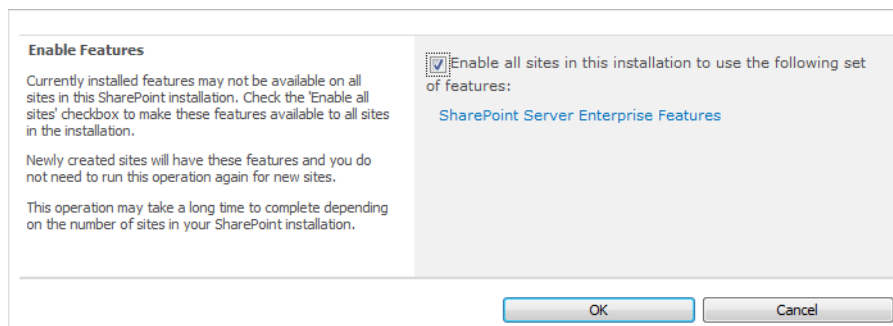 Enable Features
Currently installed features may not be available on all
sites in this SharePoint installation. Check the 'Enable all
sites' checkbox to make these features available to all sites
in the installation.
Newly created sites will have these features and you do
not need to run this operation again for new sites.
This operation may take a long time to complete depending
on the number of sites in your SharePoint installation.
Enable all sites in this installation to use the following set
of features:
SharePoint Server Enterprise Features
OK
Cancel